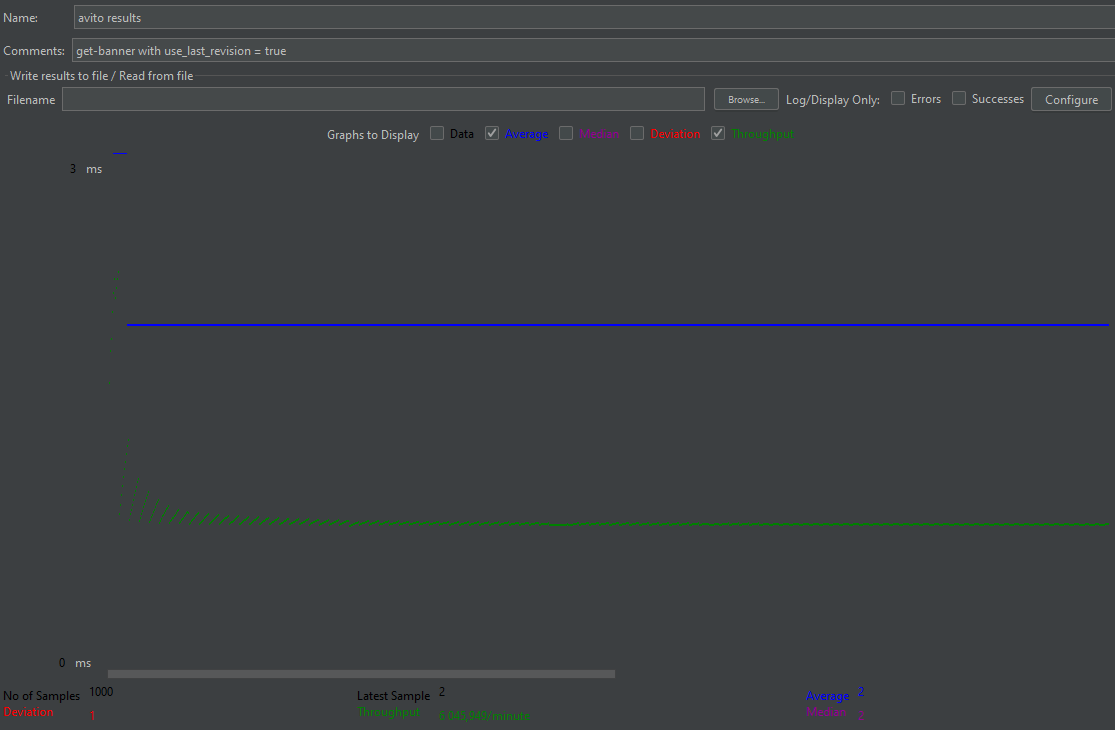 Name: avito results
Comments: get-banner with use_last_revision = true
Write results to file / Read from file
Filename Browse... Log/Display Only: Errors Successes Configure
Graphs to Display Data Average Median Deviation Throughput
3 ms
0 ms
No of Samples 1000 Latest Sample 2 Average 2
Deviation 1 Throughput 6 045,949/minute Median